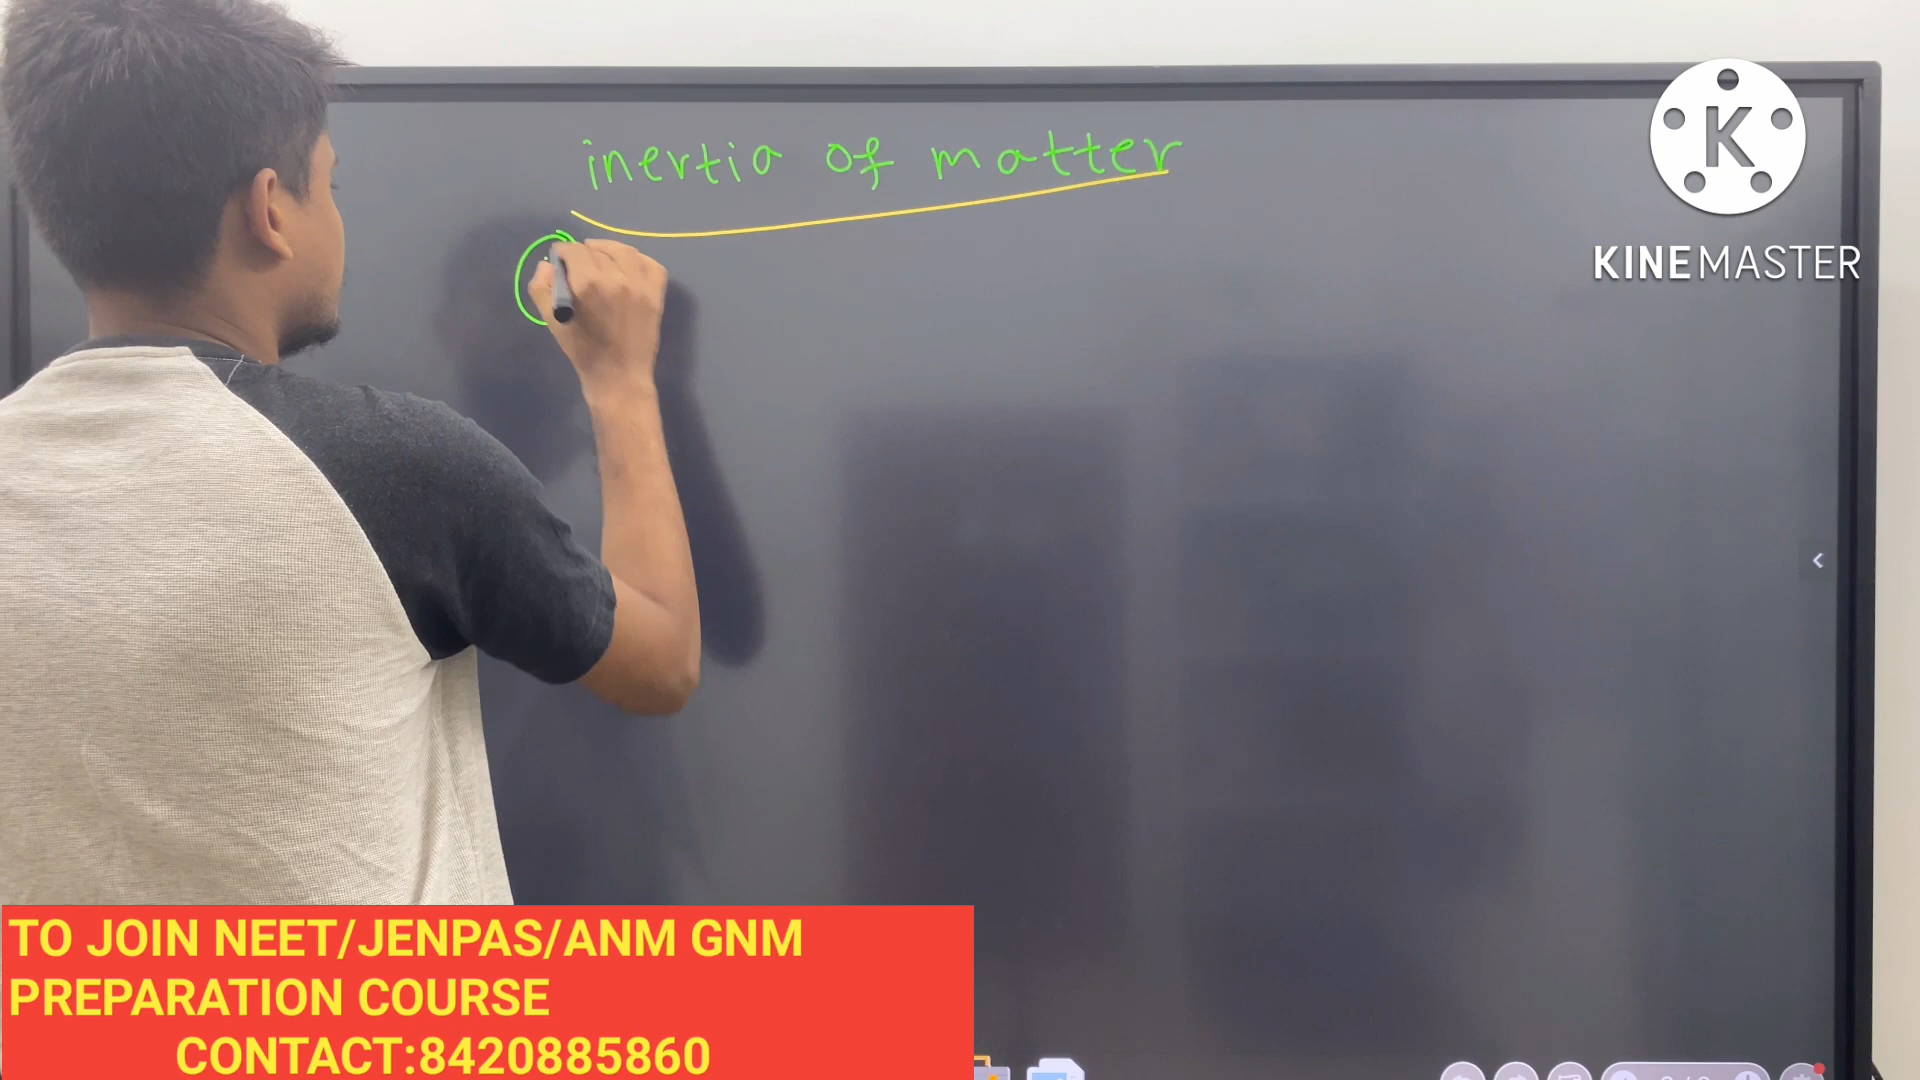 inertia of matter
K
KINEMASTER
TO JOIN NEET/JENPAS/ANM GNM
PREPARATION COURSE
CONTACT:8420885860